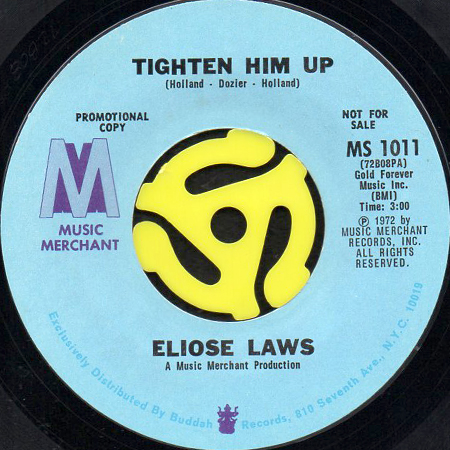 TIGHTEN HIM UP
(Holland - Dozier - Holland)
PROMOTIONAL
COPY
NOT FOR
SALE
M
MUSIC
MERCHANT
MS 1011
(72B08PA)
Gold Forever
Music Inc.
(BMI)
Time: 3:00
℗ 1972 by
MUSIC MERCHANT
RECORDS, INC.
ALL RIGHTS
RESERVED.
ELIOSE LAWS
A Music Merchant Production
Exclusively Distributed By Buddah Records, 810 Seventh Ave., N.Y.C. 10019